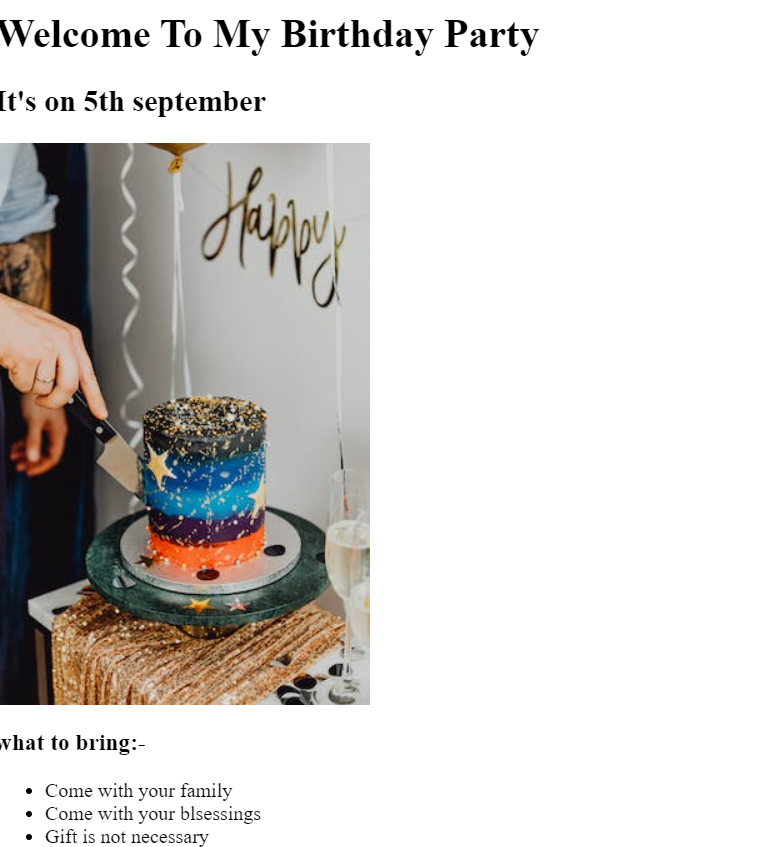 Welcome To My Birthday Party
It's on 5th september
Happy
what to bring:-
Come with your family
Come with your blsessings
Gift is not necessary